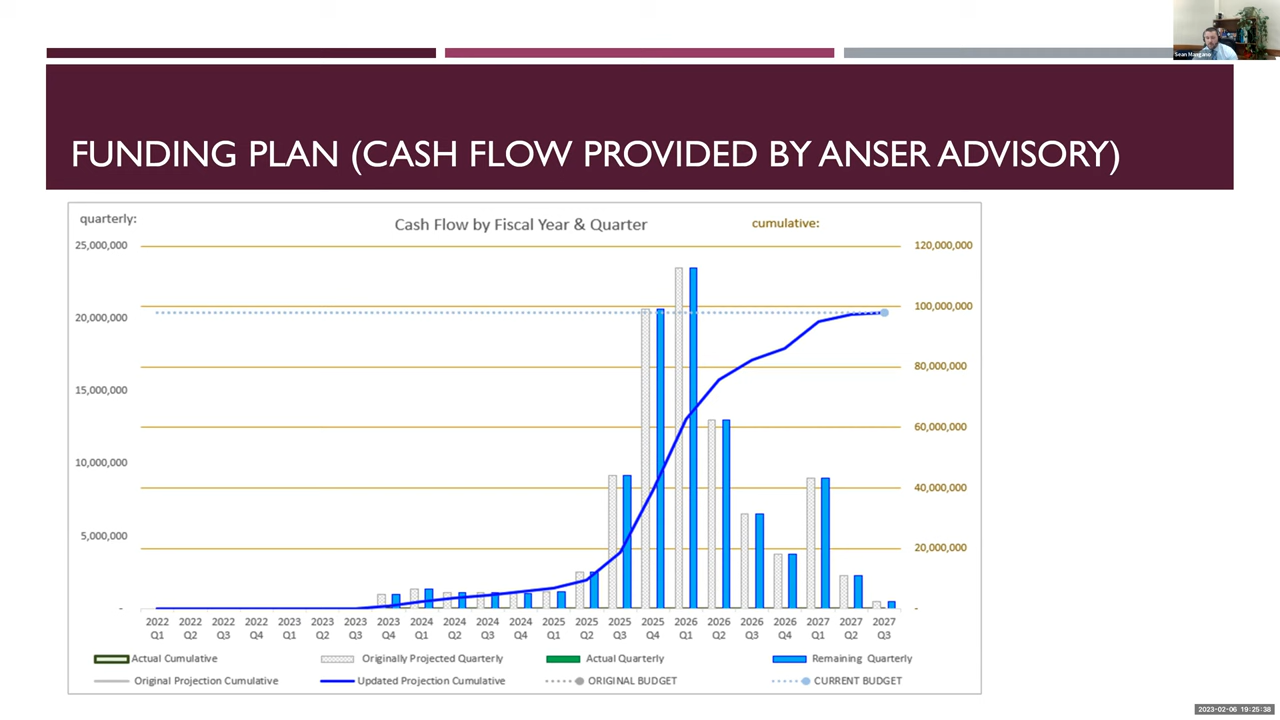 Sean Mangano
FUNDING PLAN (CASH FLOW PROVIDED BY ANSER ADVISORY)
quarterly:
Cash Flow by Fiscal Year & Quarter
cumulative:
25,000,000
20,000,000
15,000,000
10,000,000
5,000,000
-
120,000,000
100,000,000
80,000,000
60,000,000
40,000,000
20,000,000
-
2022 2022 2022 2022 2023 2023 2023 2023 2024 2024 2024 2024 2025 2025 2025 2025 2026 2026 2026 2026 2027 2027 2027
Q1 Q2 Q3 Q4 Q1 Q2 Q3 Q4 Q1 Q2 Q3 Q4 Q1 Q2 Q3 Q4 Q1 Q2 Q3 Q4 Q1 Q2 Q3
Actual Cumulative Originally Projected Quarterly Actual Quarterly Remaining Quarterly
Original Projection Cumulative Updated Projection Cumulative ORIGINAL BUDGET CURRENT BUDGET
2023-02-06 19:25:38